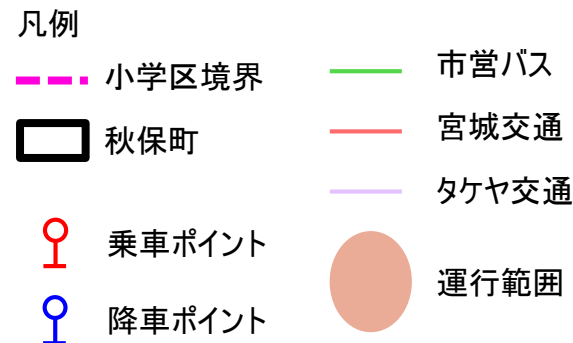 凡例
小学区境界
秋保町
乗車ポイント
降車ポイント
市営バス
宮城交通
タケヤ交通
運行範囲